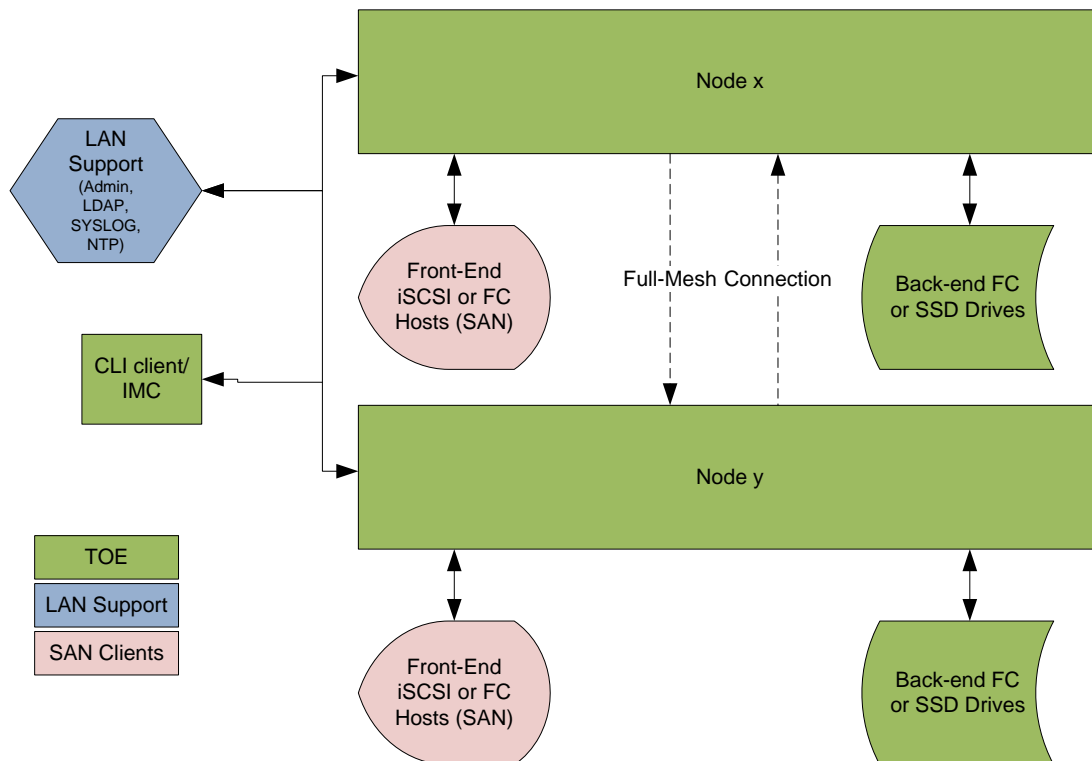 Node x
LAN
Support
(Admin,
LDAP,
SYSLOG,
NTP)
Front-End
iSCSI or FC
Hosts (SAN)
Full-Mesh Connection
Back-end FC
or SSD Drives
CLI client/
IMC
Node y
TOE
LAN Support
SAN Clients
Front-End
iSCSI or FC
Hosts (SAN)
Back-end FC
or SSD Drives